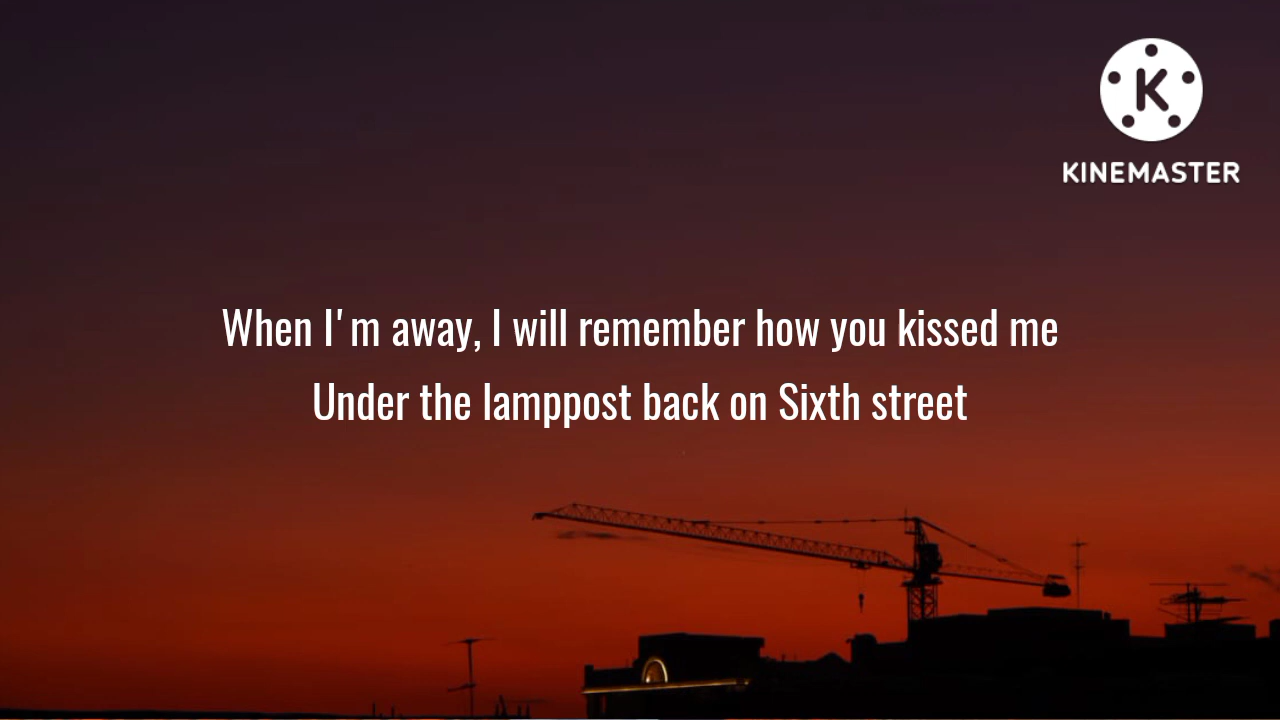 K
KINEMASTER
When I'm away, I will remember how you kissed me
Under the lamppost back on Sixth street